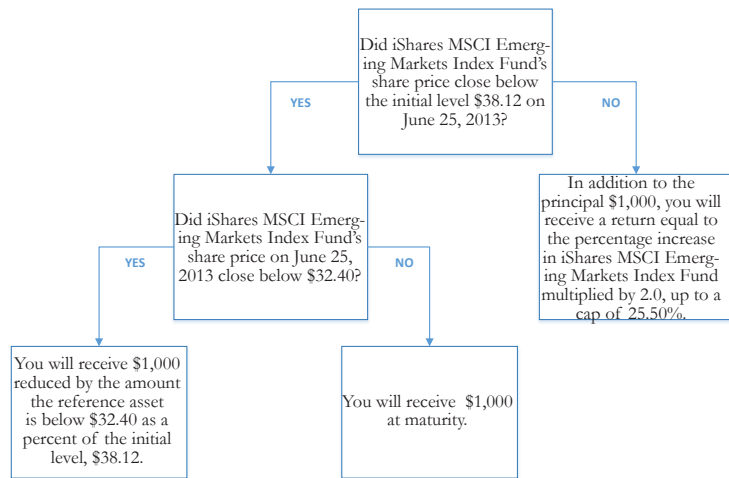 Did iShares MSCI Emerg-
ing Markets Index Fund's
share price close below
the initial level $38.12 on
June 25, 2013?
YES
NO
Did iShares MSCI Emerg-
ing Markets Index Fund's
share price on June 25,
2013 close below $32.40?
In addition to the
principal $1,000, you will
receive a return equal to
the percentage increase
in iShares MSCI Emerg-
ing Markets Index Fund
multiplied by 2.0, up to a
cap of 25.50%.
YES
NO
You will receive $1,000
reduced by the amount
the reference asset
is below $32.40 as a
percent of the initial
level, $38.12.
You will receive $1,000
at maturity.